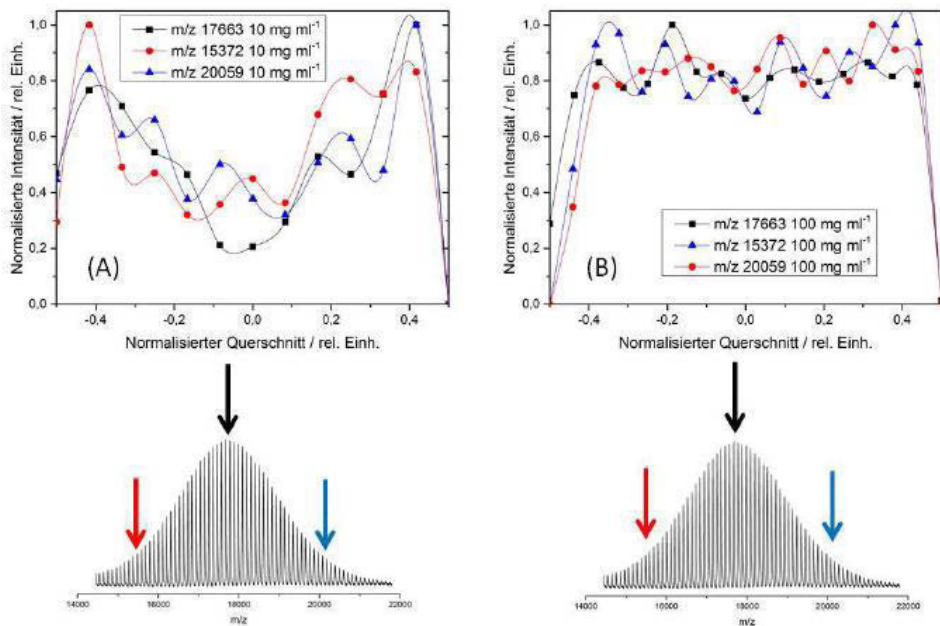 1,0
0,8
0,6
0,4
0,2
0,0
Normalisierte Intensität / rel. Einh.
m/z 17663 10 mg ml⁻¹
m/z 15372 10 mg ml⁻¹
m/z 20059 10 mg ml⁻¹
(A)
-0,4 -0,2 0,0 0,2 0,4
Normalisierter Querschnitt / rel. Einh.
1,0
0,8
0,6
0,4
0,2
0,0
Normalisierte Intensität / rel. Einh.
m/z 17663 100 mg ml⁻¹
m/z 15372 100 mg ml⁻¹
m/z 20059 100 mg ml⁻¹
(B)
-0,4 -0,2 0,0 0,2 0,4
Normalisierter Querschnitt / rel. Einh.
14000 16000 18000 20000 22000
m/z
14000 16000 18000 20000 22000
m/z